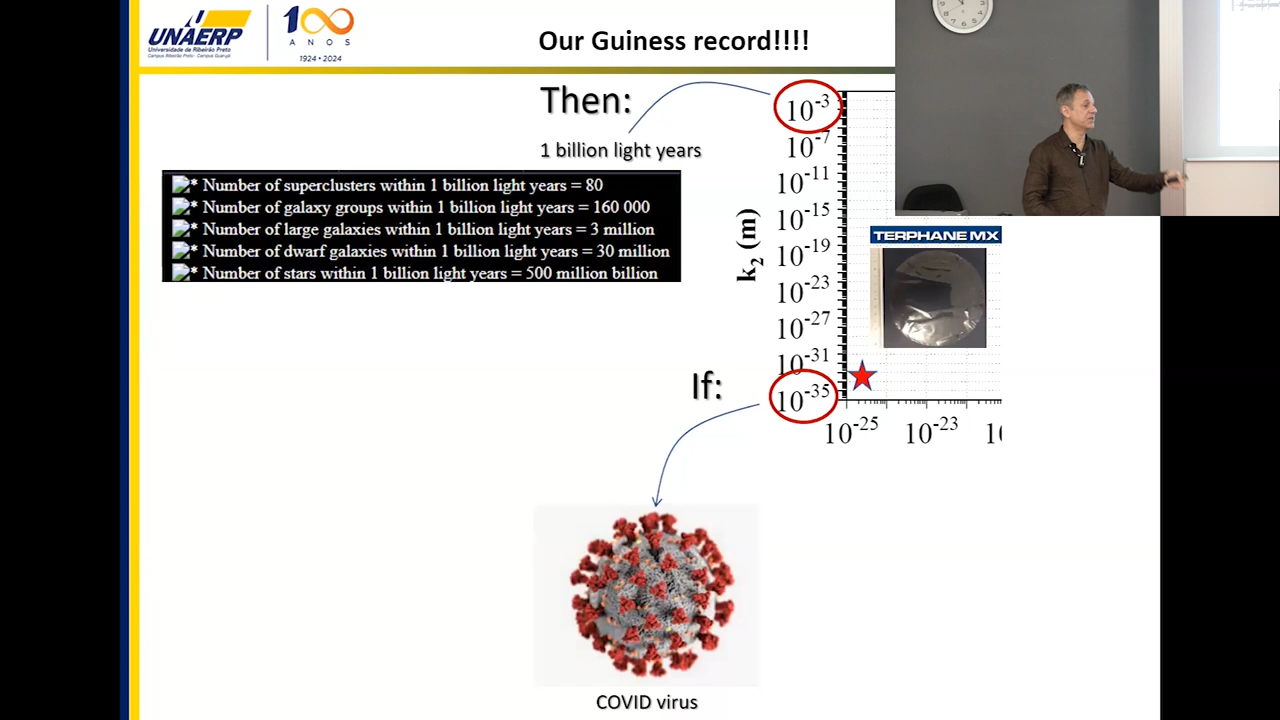 UNAERP
Universidade de Ribeirão Preto
Campus Ribeirão Preto - Campus Guarujá
100
ANOS
1924 • 2024
Our Guiness record!!!!
Then:
1 billion light years
* Number of superclusters within 1 billion light years = 80
* Number of galaxy groups within 1 billion light years = 160 000
* Number of large galaxies within 1 billion light years = 3 million
* Number of dwarf galaxies within 1 billion light years = 30 million
* Number of stars within 1 billion light years = 500 million billion
k₂ (m)
10⁻³
10⁻⁷
10⁻¹¹
10⁻¹⁵
10⁻¹⁹
10⁻²³
10⁻²⁷
10⁻³¹
10⁻³⁵
TERPHANE MX
10⁻²⁵ 10⁻²³
If:
COVID virus